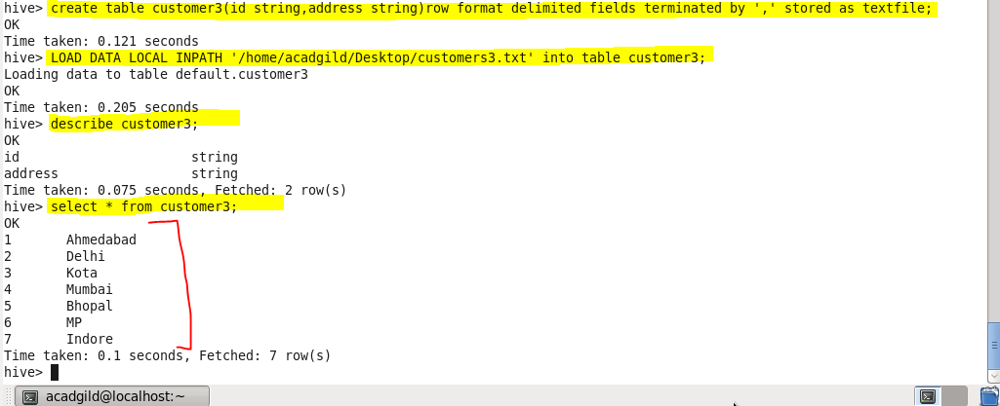 hive> create table customer3(id string,address string)row format delimited fields terminated by ',' stored as textfile;
OK
Time taken: 0.121 seconds
hive> LOAD DATA LOCAL INPATH '/home/acadgild/Desktop/customers3.txt' into table customer3;
Loading data to table default.customer3
OK
Time taken: 0.205 seconds
hive> describe customer3;
OK
id                      string
address                 string
Time taken: 0.075 seconds, Fetched: 2 row(s)
hive> select * from customer3;
OK
1       Ahmedabad
2       Delhi
3       Kota
4       Mumbai
5       Bhopal
6       MP
7       Indore
Time taken: 0.1 seconds, Fetched: 7 row(s)
hive>
acadgild@localhost:~